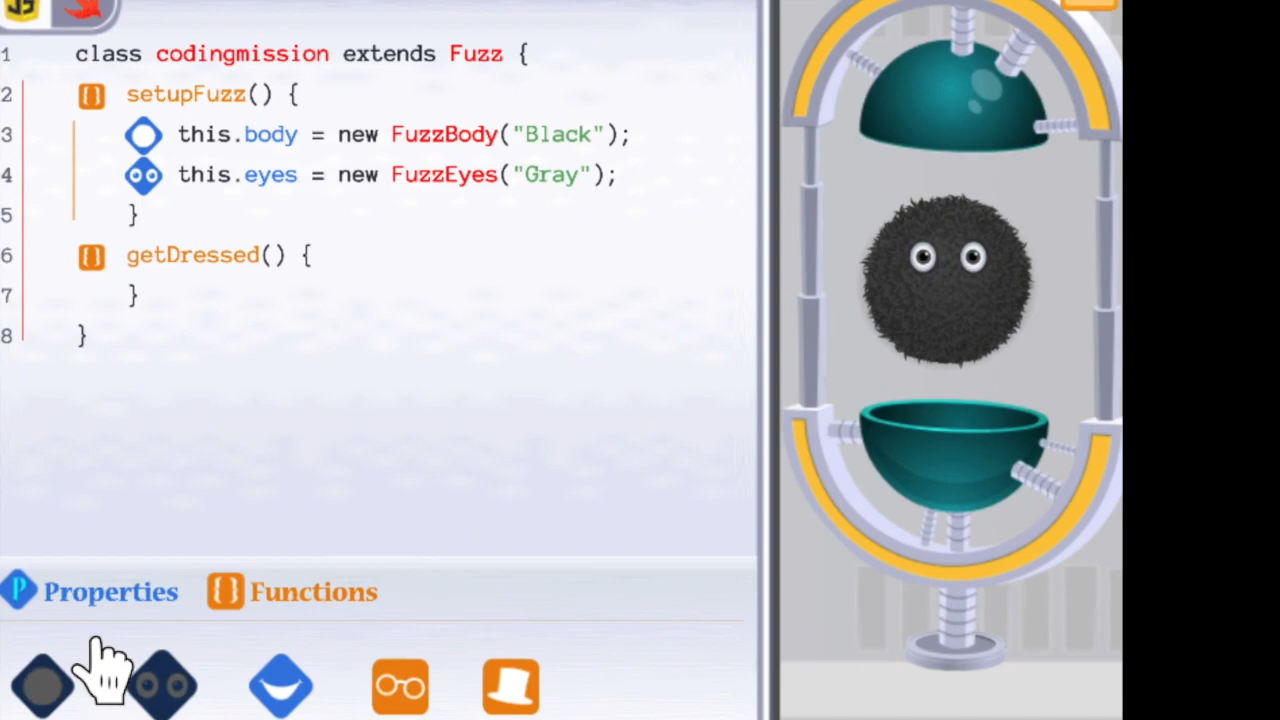 JS
1 class codingmission extends Fuzz {
2 setupFuzz() {
3 this.body = new FuzzBody("Black");
4 this.eyes = new FuzzEyes("Gray");
5 }
6 getDressed() {
7 }
8 }
P Properties {} Functions